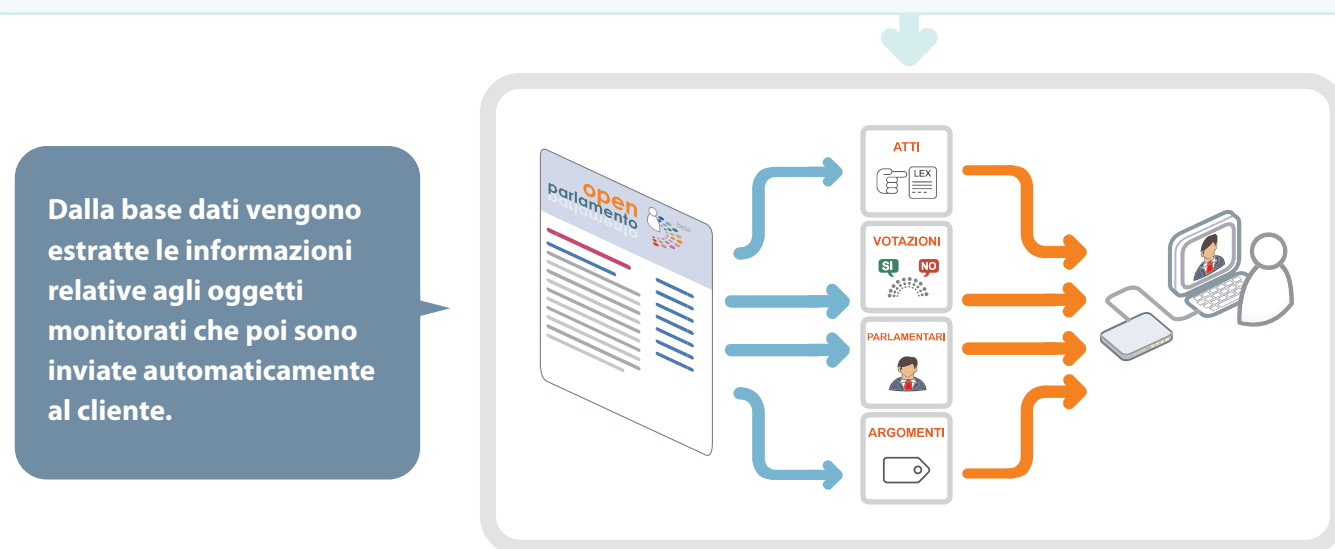 Dalla base dati vengono
estratte le informazioni
relative agli oggetti
monitorati che poi sono
inviate automaticamente
al cliente.
open
parlamento
beta
ATTI
LEX
VOTAZIONI
SI NO
PARLAMENTARI
ARGOMENTI